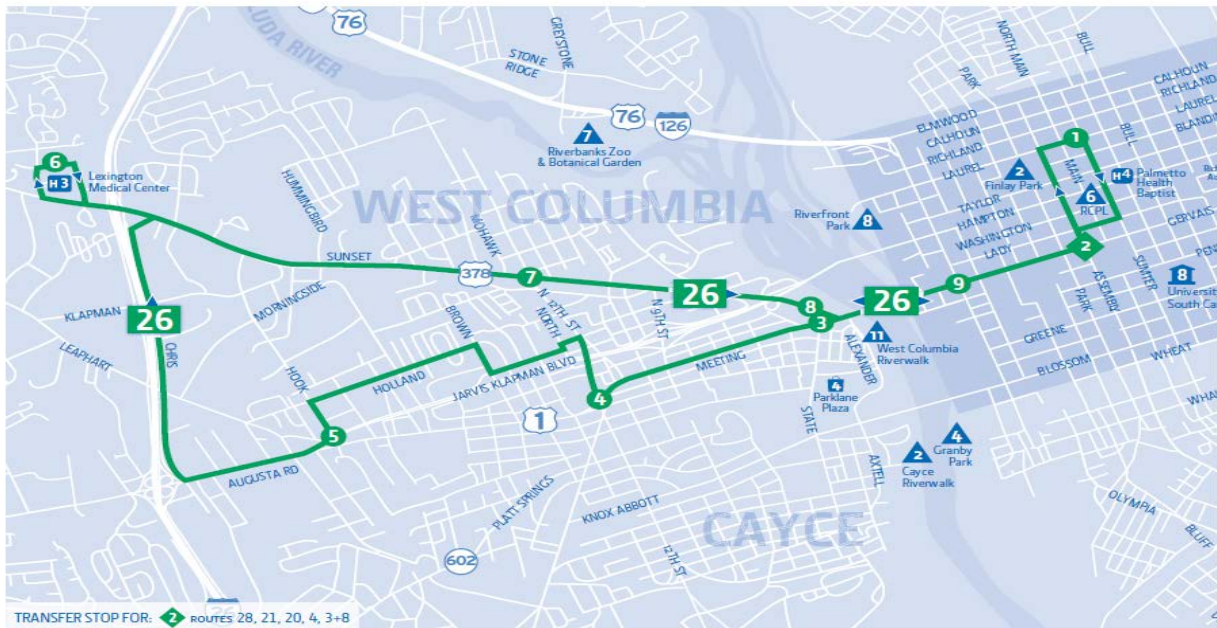 76
LUDA RIVER
GREYSTONE
STONE
RIDGE
NORTH MAIN
PARK
BULL
CALHOUN
RICHLAND
LAUREL
76
126
7
Riverbanks Zoo
& Botanical Garden
ELMWOOD
CALHOUN
RICHLAND
LAUREL
1
MAIN
BULL
2
Finlay Park
H4
Palmetto
Health
Baptist
6
RCPL
6
H 3
Lexington
Medical Center
HUMMINGBIRD
MOHAWK
WEST COLUMBIA
Riverfront
Park
8
TAYLOR
HAMPTON
WASHINGTON
LADY
GERVAIS
2
SUNSET
378
7
26
8
3
26
9
ASSEMBLY
PARK
SUMTER
8
KLAPMAN
26
LEAPHART
CHRIS
MORNINGSIDE
BROWN
NORTH
N 12TH ST
N 9TH ST
11
West Columbia
Riverwalk
ALEXANDER
GREENE
BLOSSOM
WHEAT
HOOK
HOLLAND
JARVIS KLAPMAN BLVD
MEETING
4
Parklane
Plaza
4
5
1
STATE
AUGUSTA RD
4
Granby
Park
2
Cayce
Riverwalk
AXTELL
PLATT SPRINGS
KNOX ABBOTT
CAYCE
OLYMPIA
BLUFF
602
12TH ST
26
TRANSFER STOP FOR: 2 ROUTES 28, 21, 20, 4, 3+8